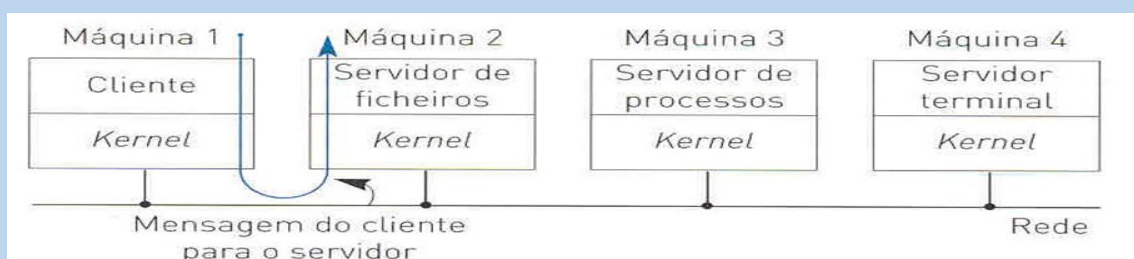 Máquina 1
Máquina 2
Máquina 3
Máquina 4
Cliente
Servidor de
ficheiros
Servidor de
processos
Servidor
terminal
Kernel
Kernel
Kernel
Kernel
Mensagem do cliente
para o servidor
Rede